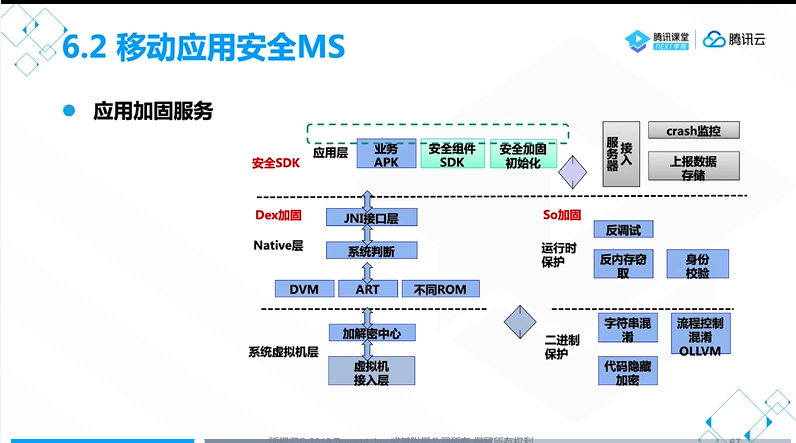 6.2 移动应用安全MS
腾讯课堂
NEXT学院
腾讯云
应用加固服务
安全SDK
应用层
业务
APK
安全组件
SDK
安全加固
初始化
接入
服务器
crash监控
上报数据
存储
Dex加固
JNI接口层
So加固
Native层
系统判断
运行时
保护
反调试
反内存窃
取
身份
校验
DVM
ART
不同ROM
加解密中心
系统虚拟机层
虚拟机
接入层
二进制
保护
字符串混
淆
流程控制
混淆
OLLVM
代码隐藏
加密
67